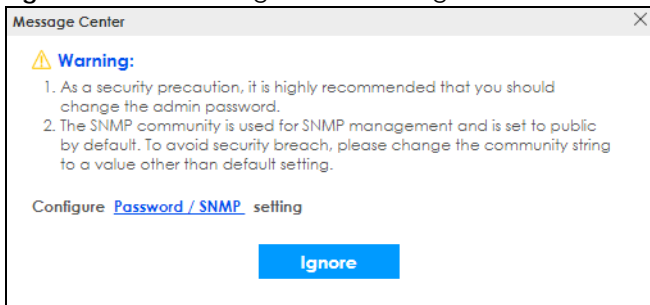 Message Center
Warning:
1. As a security precaution, it is highly recommended that you should
change the admin password.
2. The SNMP community is used for SNMP management and is set to public
by default. To avoid security breach, please change the community string
to a value other than default setting.
Configure Password / SNMP setting
Ignore